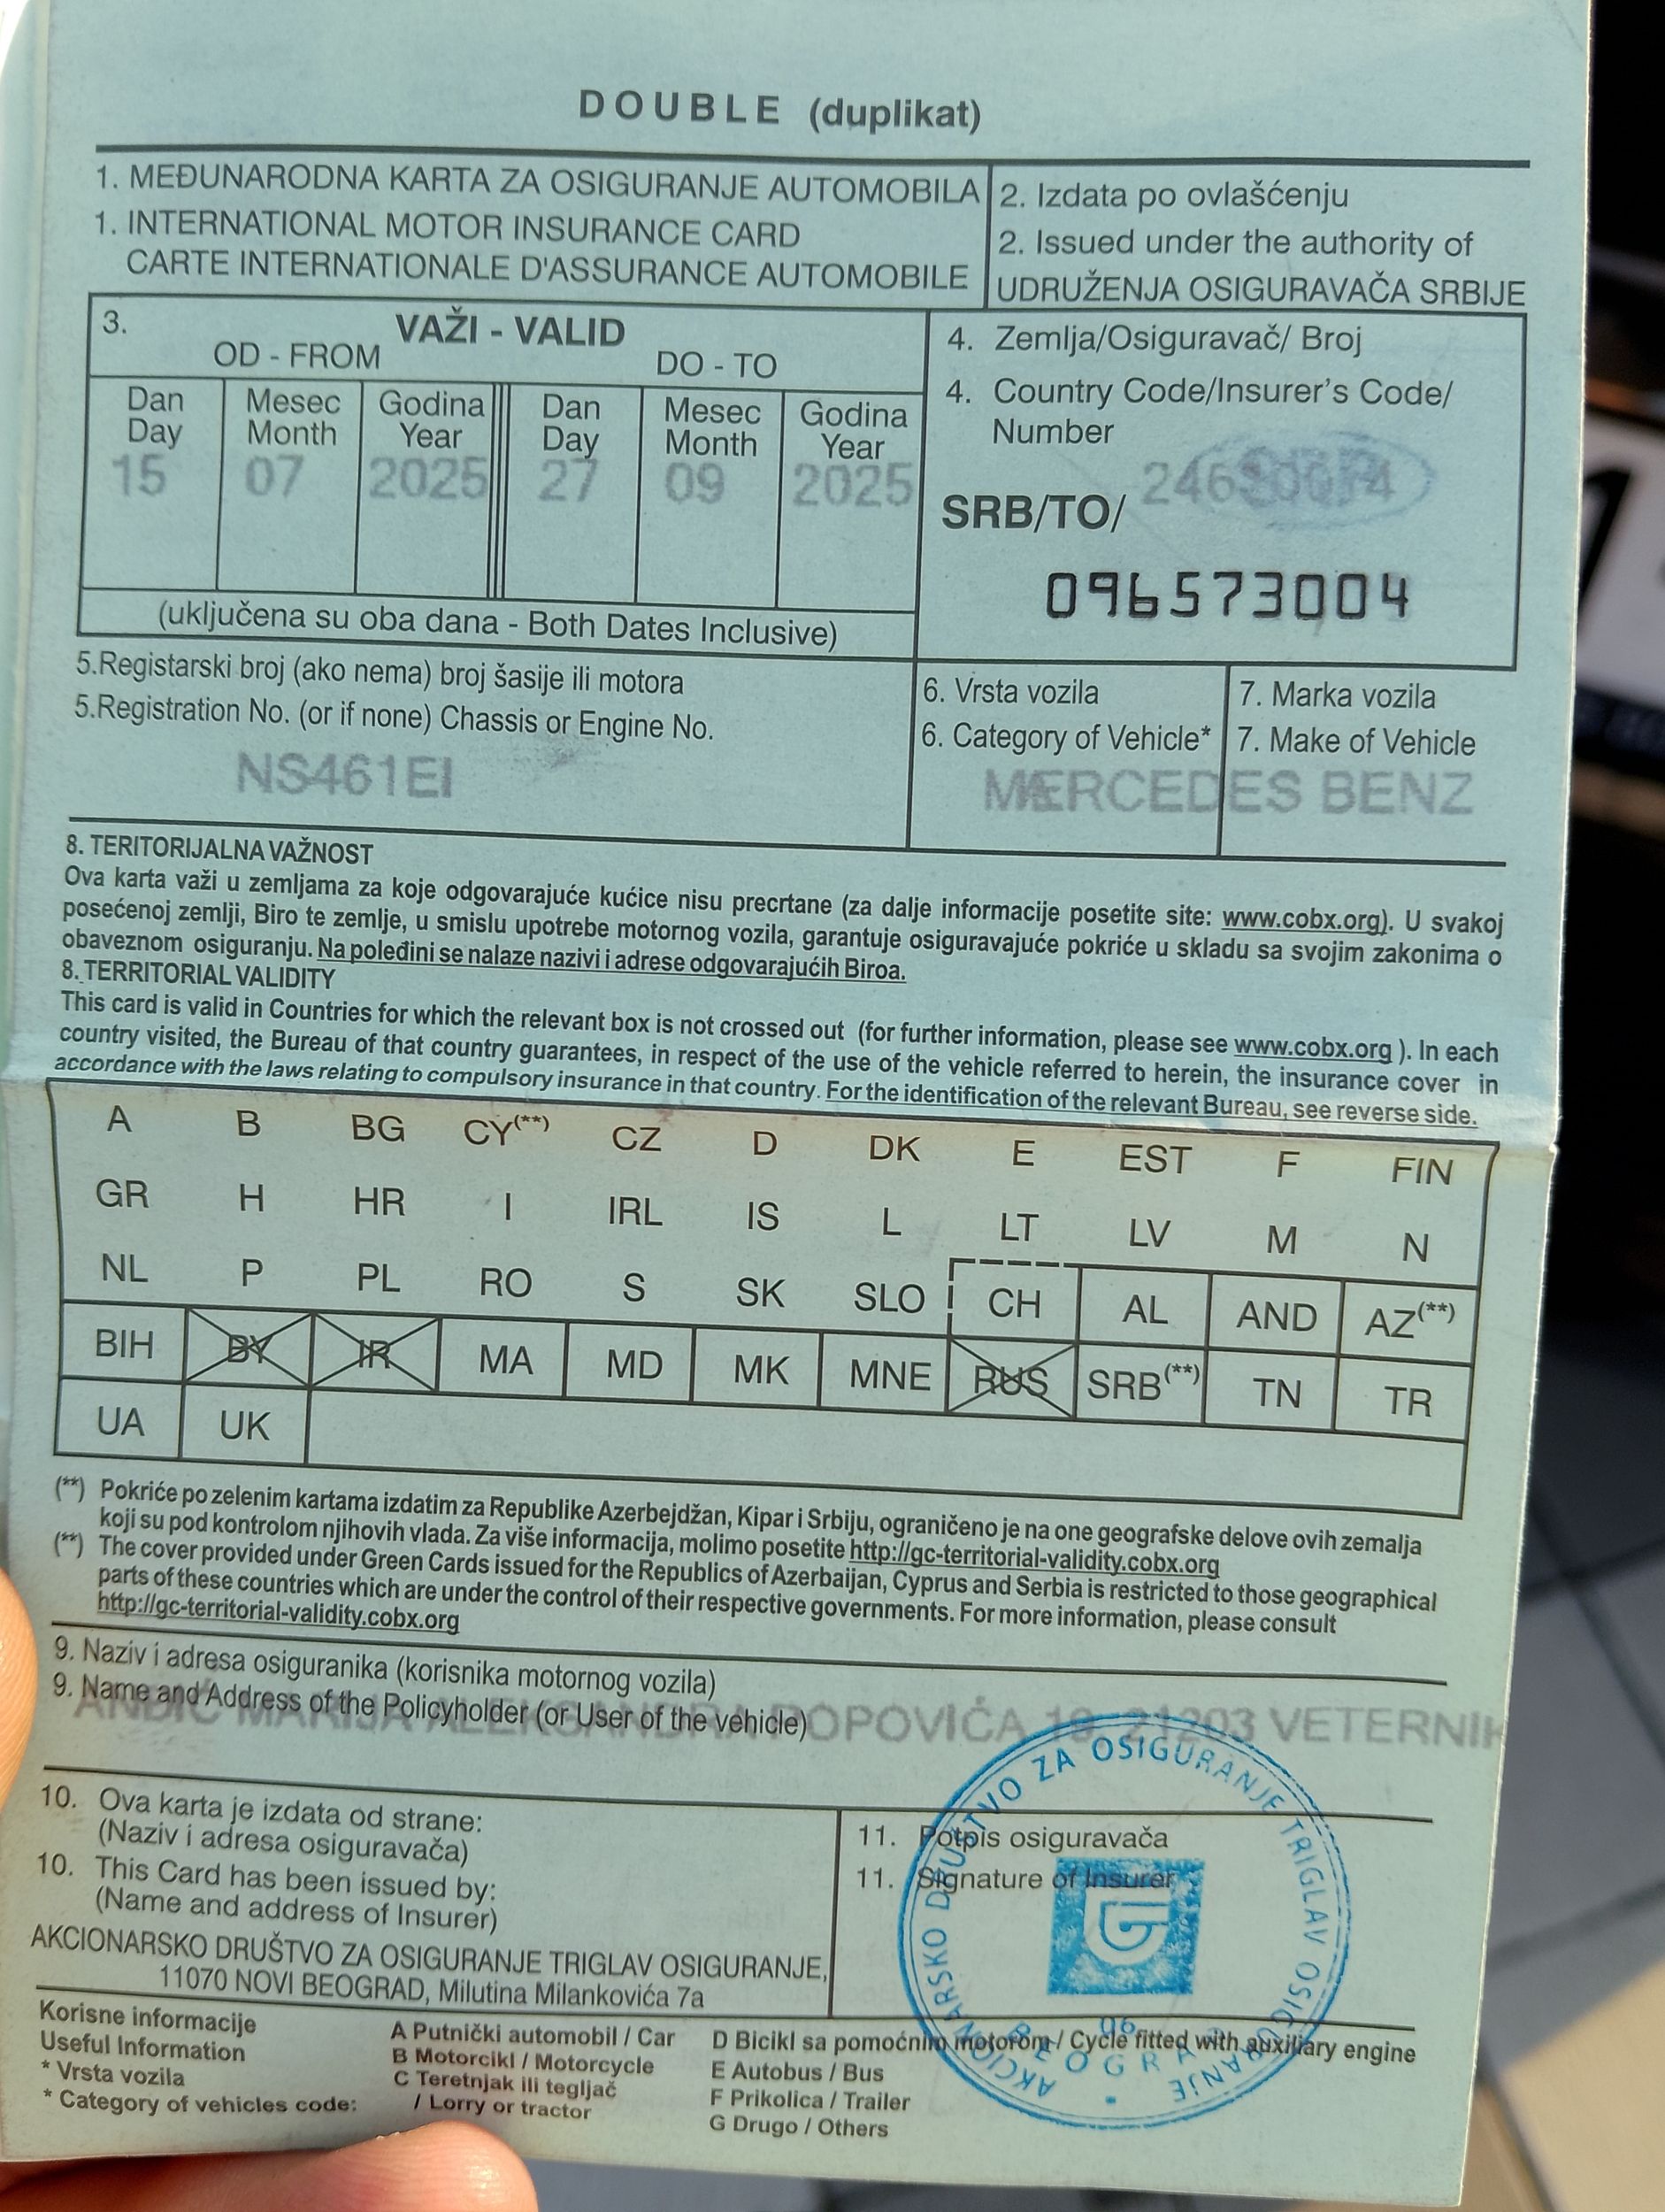 DOUBLE (duplikat)
1. MEĐUNARODNA KARTA ZA OSIGURANJE AUTOMOBILA
1. INTERNATIONAL MOTOR INSURANCE CARD
CARTE INTERNATIONALE D'ASSURANCE AUTOMOBILE
2. Izdata po ovlašćenju
2. Issued under the authority of
UDRUŽENJA OSIGURAVAČA SRBIJE
3. VAŽI - VALID
OD - FROM DO - TO
Dan Mesec Godina Dan Mesec Godina
Day Month Year Day Month Year
15 07 2025 27 09 2025
(uključena su oba dana - Both Dates Inclusive)
4. Zemlja/Osiguravač/ Broj
4. Country Code/Insurer's Code/
Number
SRB/TO/
096573004
5.Registarski broj (ako nema) broj šasije ili motora
5.Registration No. (or if none) Chassis or Engine No.
NS461EI
6. Vrsta vozila
6. Category of Vehicle*
7. Marka vozila
7. Make of Vehicle
MERCEDES BENZ
8. TERITORIJALNA VAŽNOST
Ova karta važi u zemljama za koje odgovarajuće kućice nisu precrtane (za dalje informacije posetite site: www.cobx.org). U svakoj
posećenoj zemlji, Biro te zemlje, u smislu upotrebe motornog vozila, garantuje osiguravajuće pokriće u skladu sa svojim zakonima o
obaveznom osiguranju. Na poleđini se nalaze nazivi i adrese odgovarajućih Biroa.
8. TERRITORIAL VALIDITY
This card is valid in Countries for which the relevant box is not crossed out (for further information, please see www.cobx.org ). In each
country visited, the Bureau of that country guarantees, in respect of the use of the vehicle referred to herein, the insurance cover in
accordance with the laws relating to compulsory insurance in that country. For the identification of the relevant Bureau, see reverse side.
A B BG CY(**) CZ D DK E EST F FIN
GR H HR I IRL IS L LT LV M N
NL P PL RO S SK SLO CH AL AND AZ(**)
BIH BY IR MA MD MK MNE RUS SRB(**) TN TR
UA UK
(**) Pokriće po zelenim kartama izdatim za Republike Azerbejdžan, Kipar i Srbiju, ograničeno je na one geografske delove ovih zemalja
koji su pod kontrolom njihovih vlada. Za više informacija, molimo posetite http://gc-territorial-validity.cobx.org
(**) The cover provided under Green Cards issued for the Republics of Azerbaijan, Cyprus and Serbia is restricted to those geographical
parts of these countries which are under the control of their respective governments. For more information, please consult
http://gc-territorial-validity.cobx.org
9. Naziv i adresa osiguranika (korisnika motornog vozila)
9. Name and Address of the Policyholder (or User of the vehicle)
ANDIĆ MARIJA ALEKSANDRA POPOVIĆA 21203 VETERNIK
10. Ova karta je izdata od strane:
(Naziv i adresa osiguravača)
10. This Card has been issued by:
(Name and address of Insurer)
AKCIONARSKO DRUŠTVO ZA OSIGURANJE TRIGLAV OSIGURANJE,
11070 NOVI BEOGRAD, Milutina Milankovića 7a
11. Potpis osiguravača
11. Signature of Insurer
AKCIONARSKO DRUŠTVO ZA OSIGURANJE TRIGLAV OSIGURANJE
06
BEOGRAD
Korisne informacije
Useful Information
* Vrsta vozila
* Category of vehicles code:
A Putnički automobil / Car
B Motorcikl / Motorcycle
C Teretnjak ili tegljač
/ Lorry or tractor
D Bicikl sa pomoćnim motorom / Cycle fitted with auxiliary engine
E Autobus / Bus
F Prikolica / Trailer
G Drugo / Others